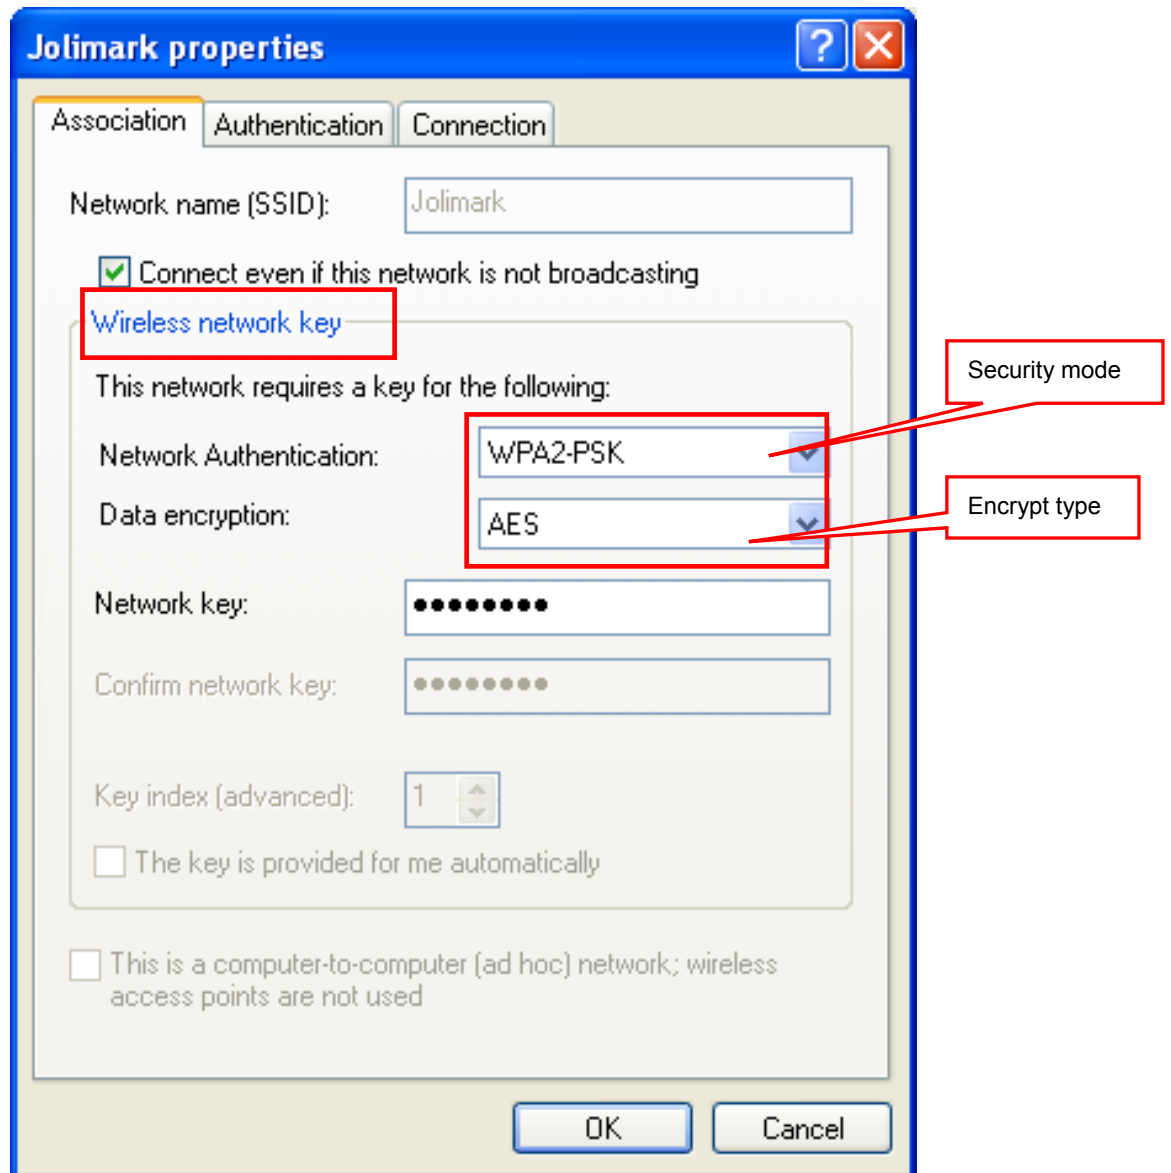 Jolimark properties
Association Authentication Connection
Network name (SSID): Jolimark
Connect even if this network is not broadcasting
Wireless network key
This network requires a key for the following:
Security mode
Network Authentication: WPA2-PSK
Encrypt type
Data encryption: AES
Network key: ••••••••
Confirm network key: ••••••••
Key index (advanced): 1
The key is provided for me automatically
This is a computer-to-computer (ad hoc) network; wireless
access points are not used
OK Cancel